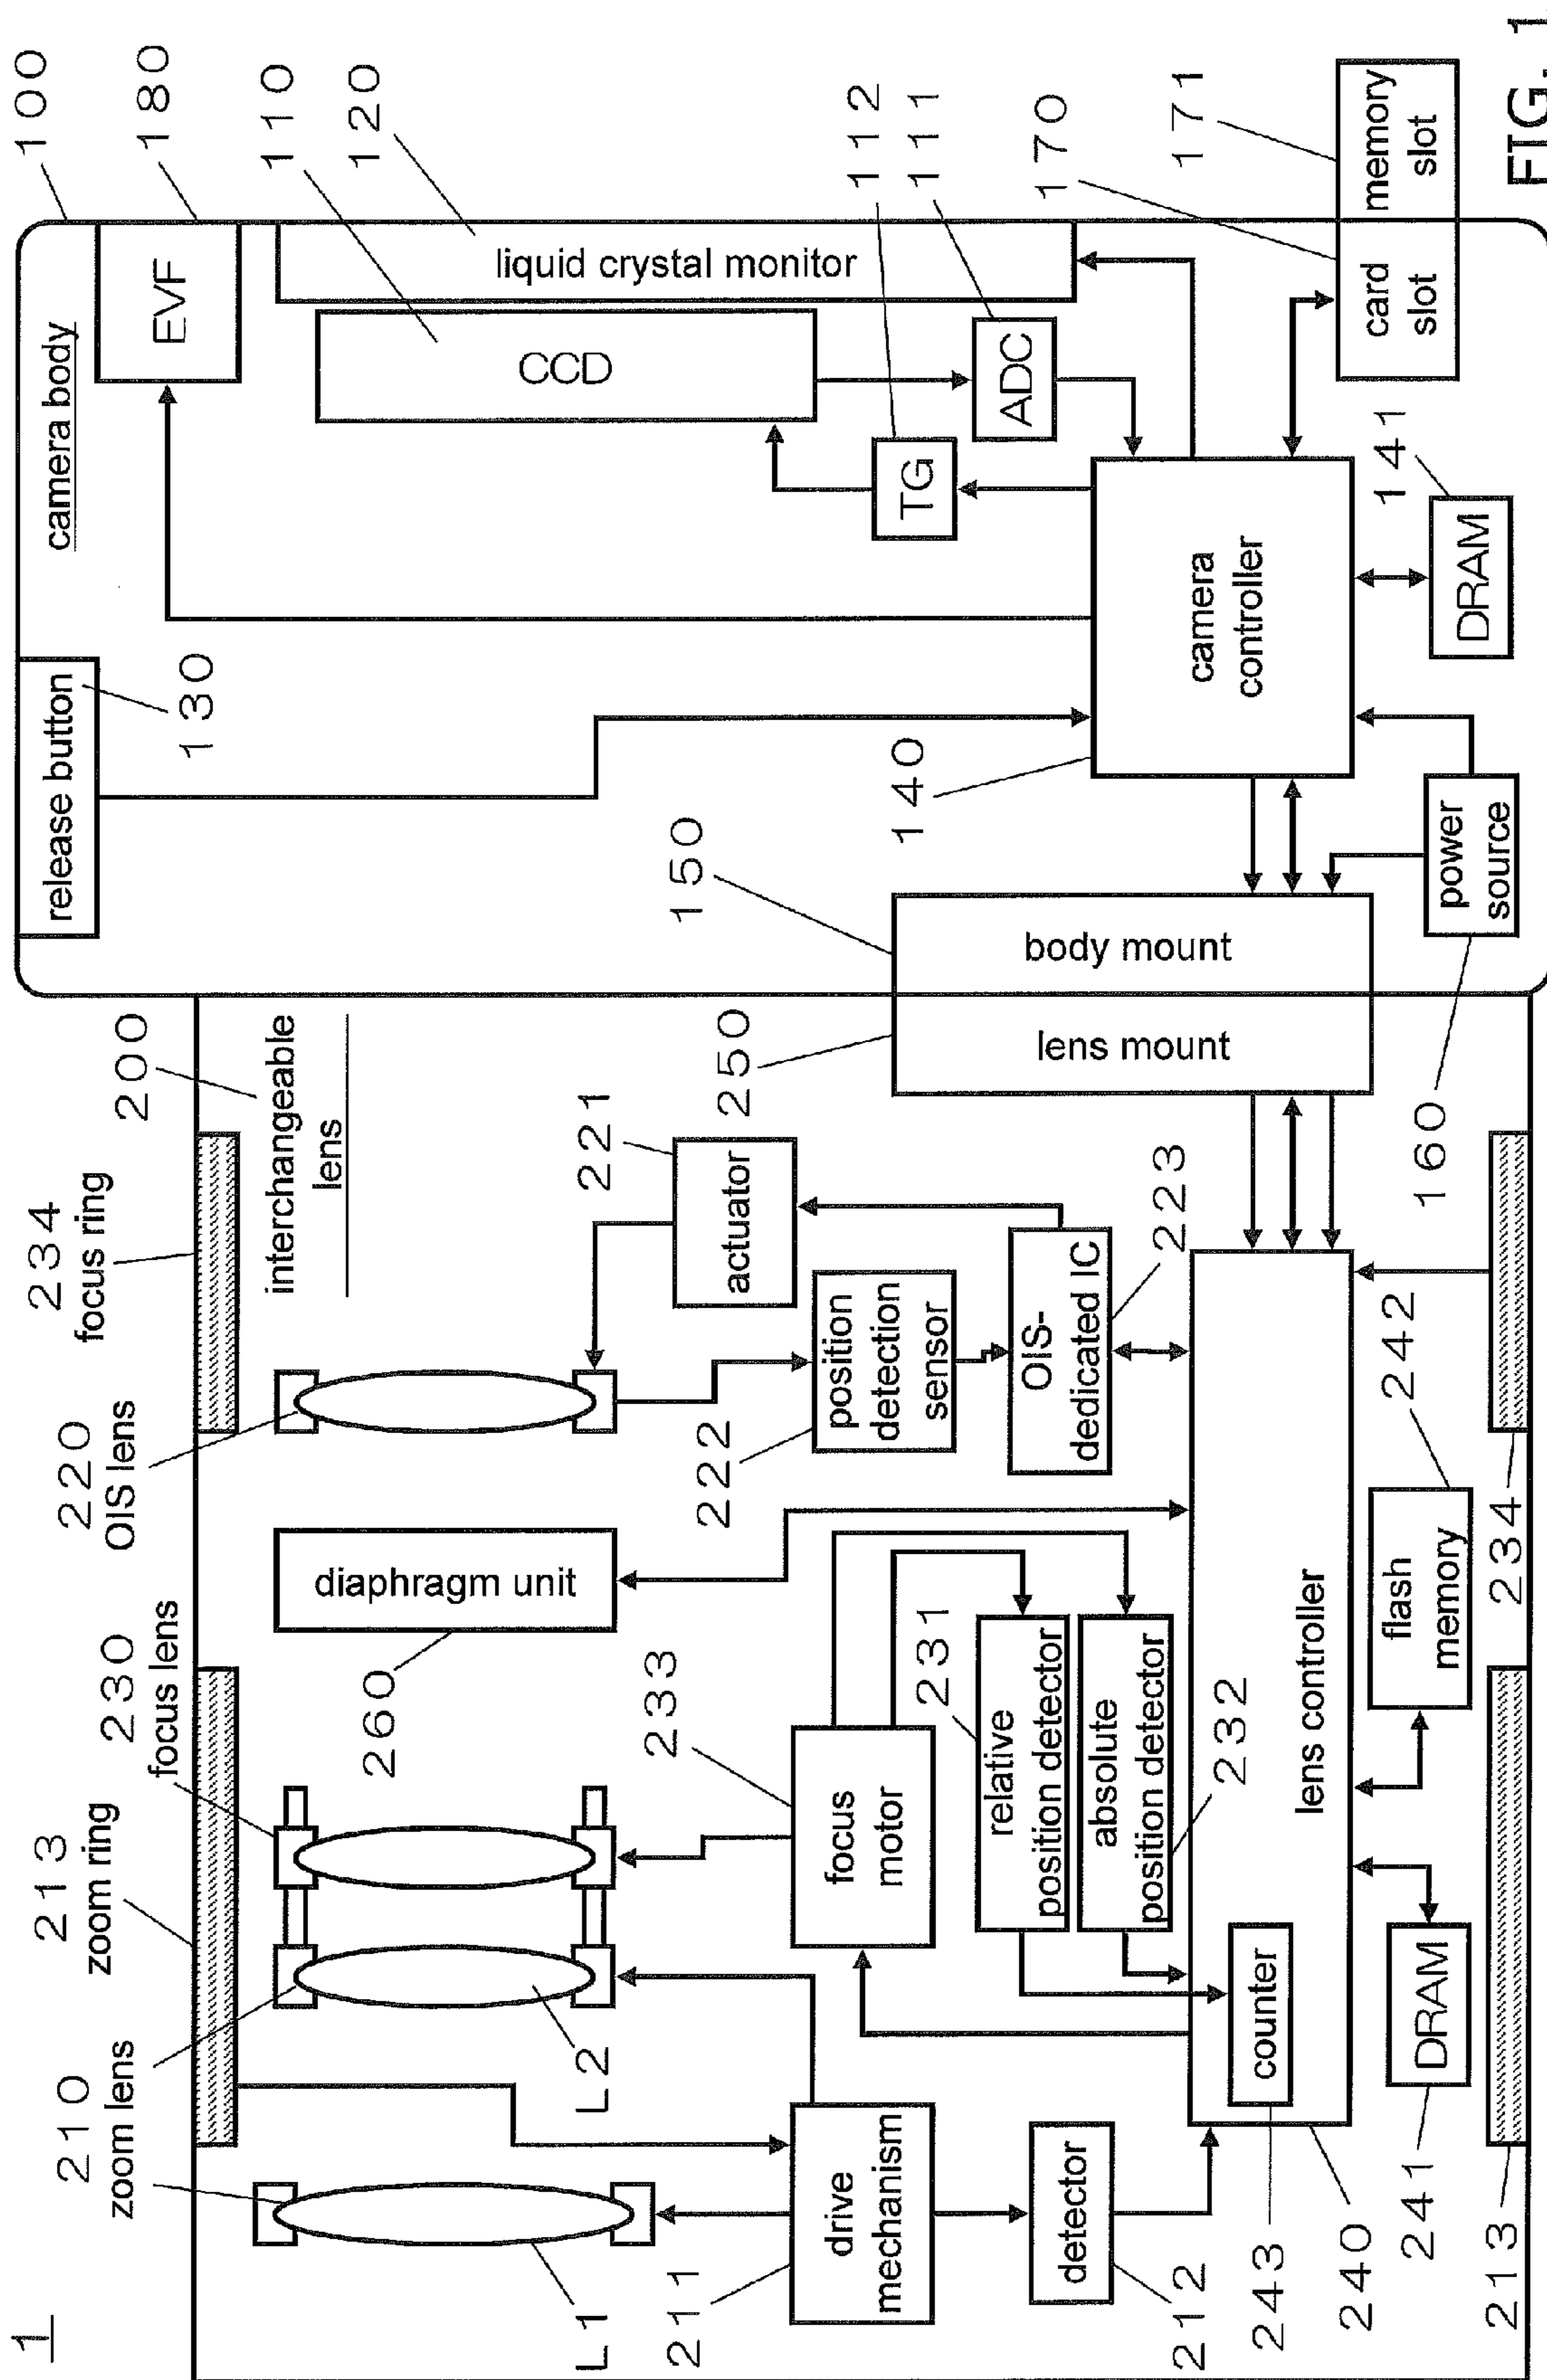 1
213
zoom ring
234
focus ring
200
interchangeable
lens
210
zoom lens
230
focus lens
220
OIS lens
L1
L2
diaphragm unit
260
221
actuator
222
position
detection
sensor
OIS-
dedicated IC
223
211
drive
mechanism
focus
motor
233
231
relative
position detector
absolute
position detector
232
detector
212
lens controller
counter
243
240
DRAM
241
flash
memory
242
213
234
250
lens mount
100
camera body
release button
130
EVF
180
CCD
110
liquid crystal monitor
120
TG
112
ADC
111
150
body mount
140
camera
controller
power
source
160
DRAM
141
card
slot
170
memory
slot
171
FIG. 1